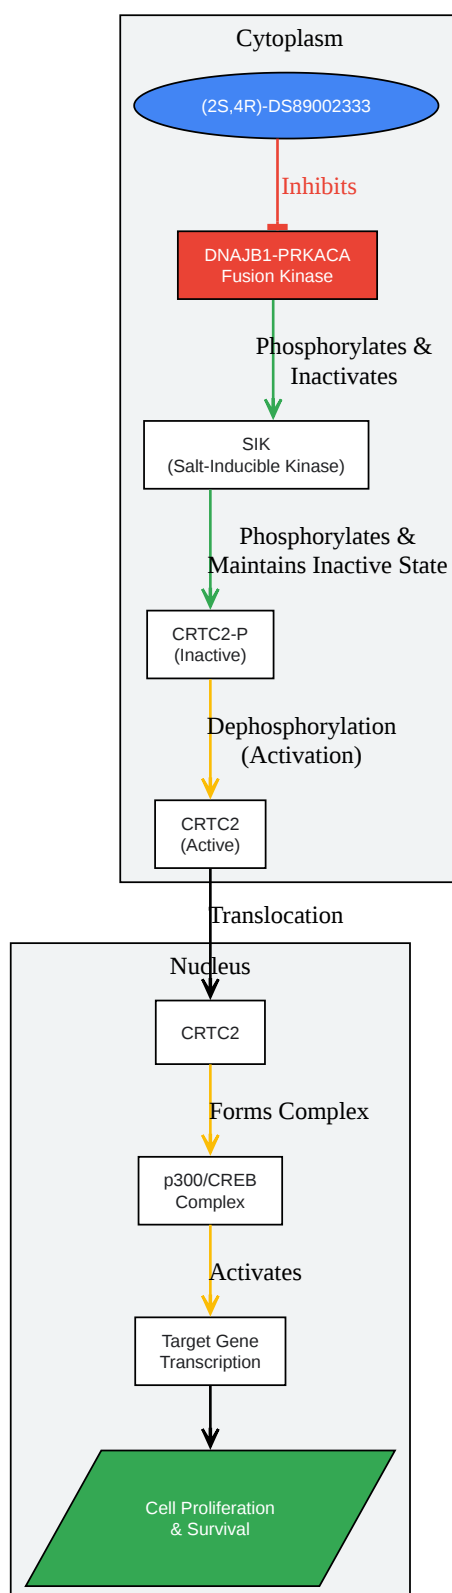 Cytoplasm
(2S,4R)-DS89002333
Inhibits
DNAJB1-PRKACA
Fusion Kinase
Phosphorylates &
Inactivates
SIK
(Salt-Inducible Kinase)
Phosphorylates &
Maintains Inactive State
CRTC2-P
(Inactive)
Dephosphorylation
(Activation)
CRTC2
(Active)
Translocation
Nucleus
CRTC2
Forms Complex
p300/CREB
Complex
Activates
Target Gene
Transcription
Cell Proliferation
& Survival